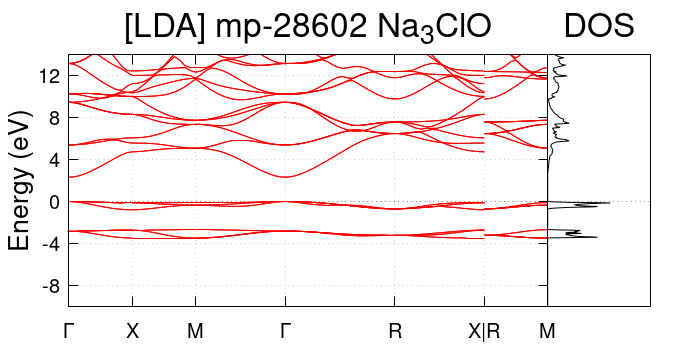 [LDA] mp-28602 Na₃ClO DOS
Energy (eV)
12
8
4
0
-4
-8
Γ X M Γ R X|R M